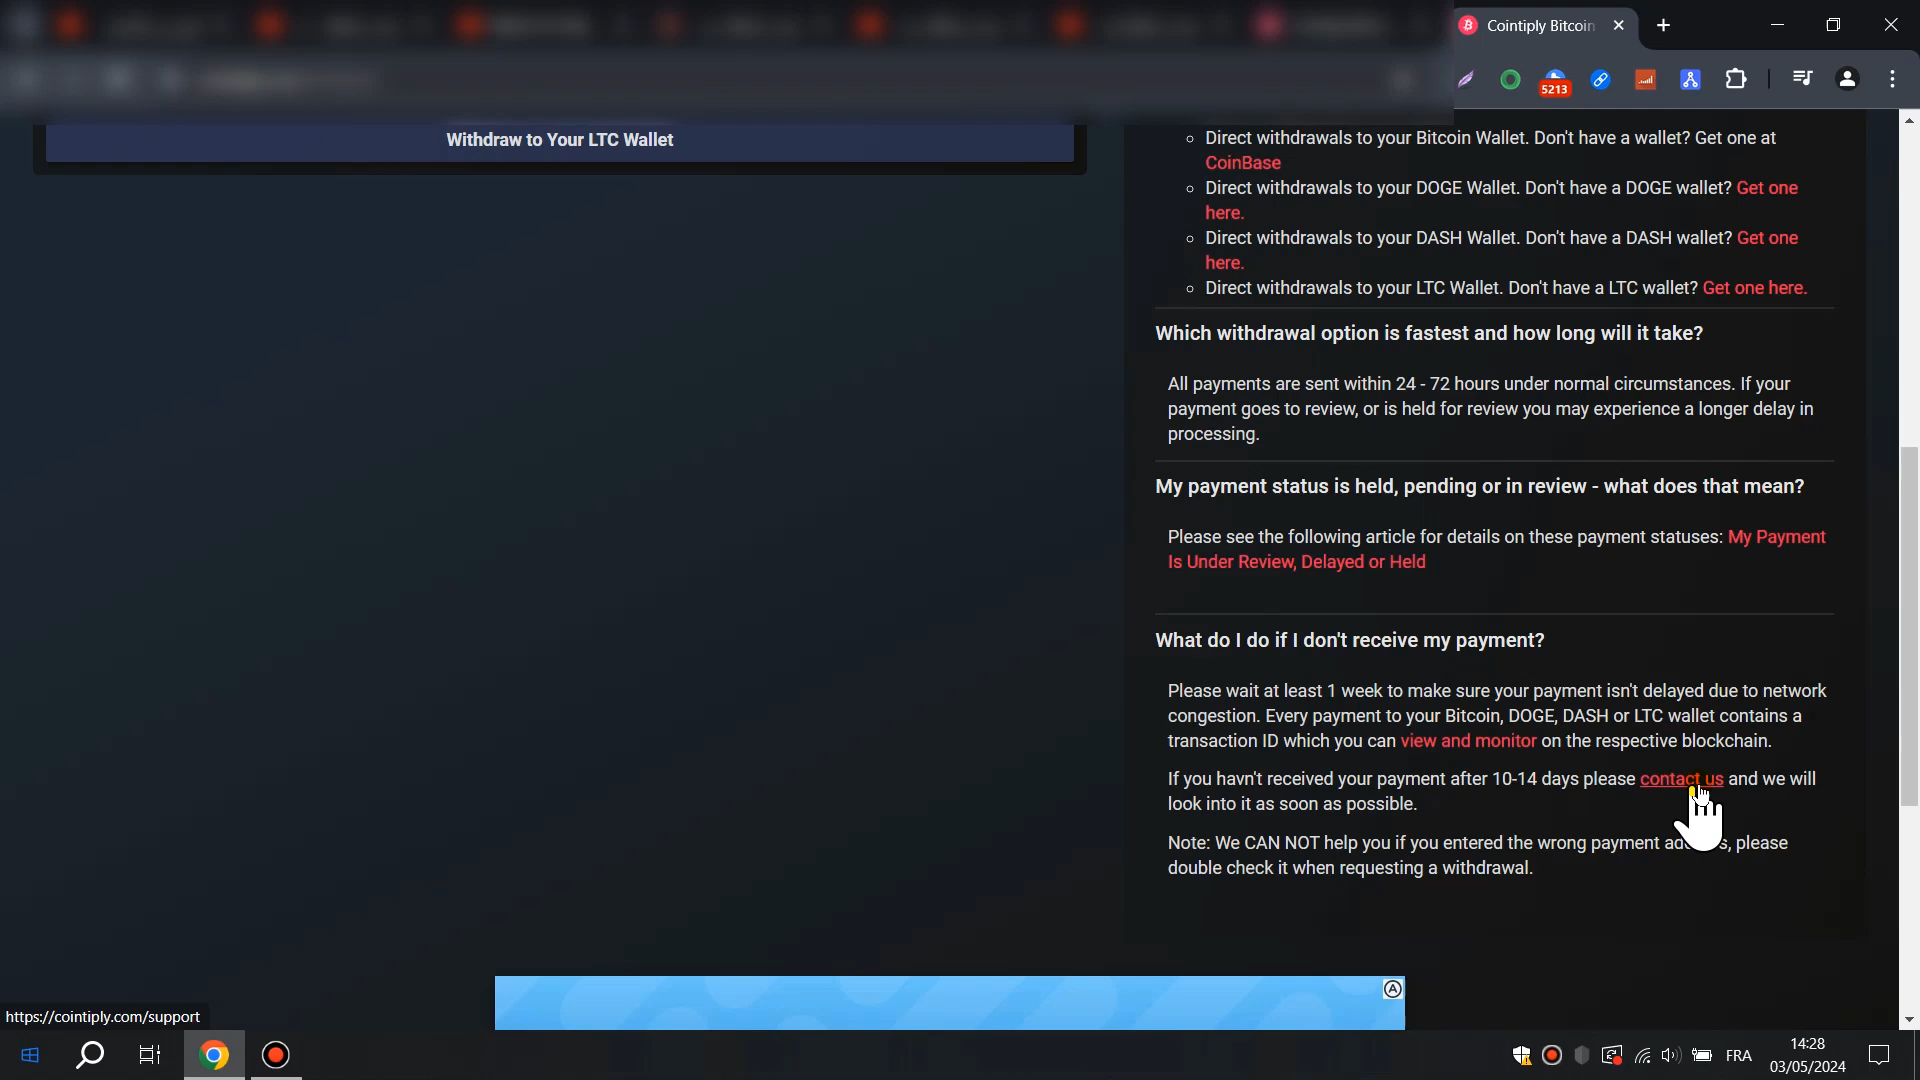 Cointiply Bitcoin
5213
Withdraw to Your LTC Wallet
Direct withdrawals to your Bitcoin Wallet. Don't have a wallet? Get one at
CoinBase
Direct withdrawals to your DOGE Wallet. Don't have a DOGE wallet? Get one
here.
Direct withdrawals to your DASH Wallet. Don't have a DASH wallet? Get one
here.
Direct withdrawals to your LTC Wallet. Don't have a LTC wallet? Get one here.
Which withdrawal option is fastest and how long will it take?
All payments are sent within 24 - 72 hours under normal circumstances. If your
payment goes to review, or is held for review you may experience a longer delay in
processing.
My payment status is held, pending or in review - what does that mean?
Please see the following article for details on these payment statuses: My Payment
Is Under Review, Delayed or Held
What do I do if I don't receive my payment?
Please wait at least 1 week to make sure your payment isn't delayed due to network
congestion. Every payment to your Bitcoin, DOGE, DASH or LTC wallet contains a
transaction ID which you can view and monitor on the respective blockchain.
If you havn't received your payment after 10-14 days please contact us and we will
look into it as soon as possible.
Note: We CAN NOT help you if you entered the wrong payment please
double check it when requesting a withdrawal.
https://cointiply.com/support
FRA
14:28
03/05/2024